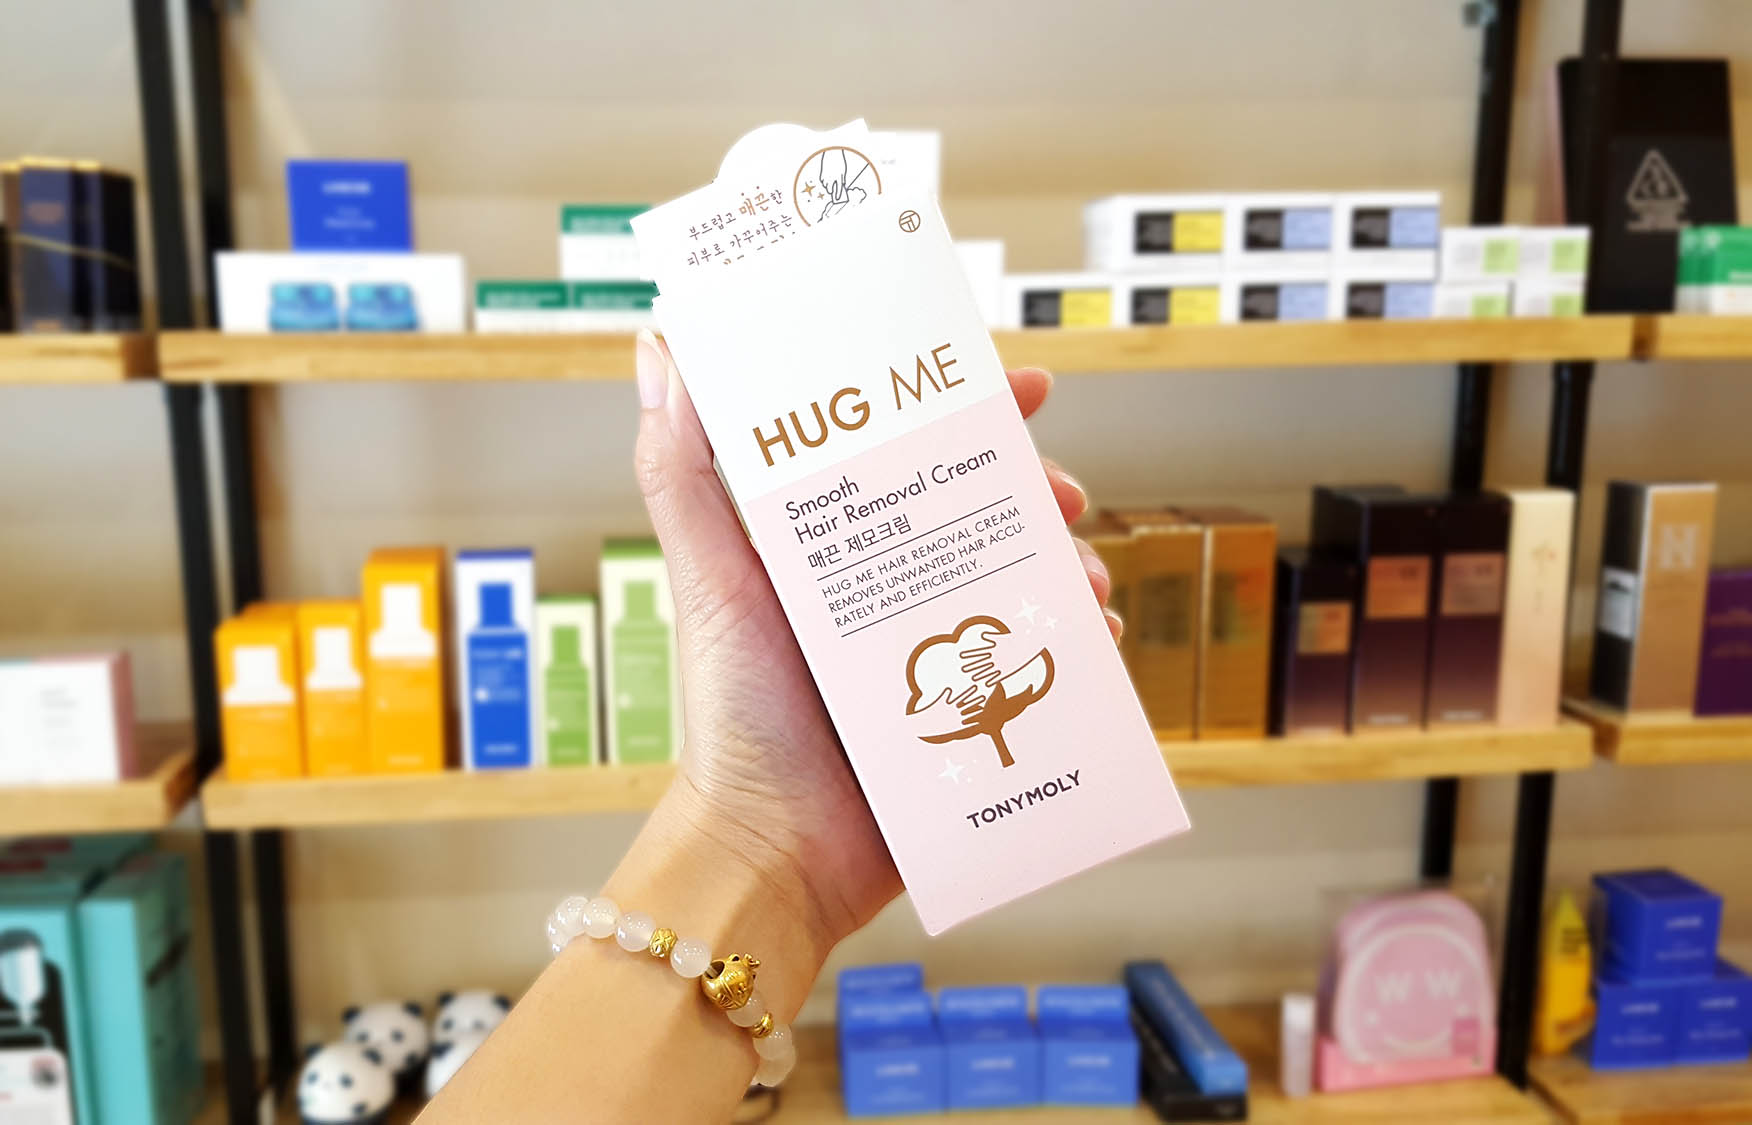 부드럽고 매끈한
피부로 가꾸어주는
HUG ME
Smooth
Hair Removal Cream
매끈 제모크림
HUG ME HAIR REMOVAL CREAM
REMOVES UNWANTED HAIR ACCU-
RATELY AND EFFICIENTLY.
TONYMOLY